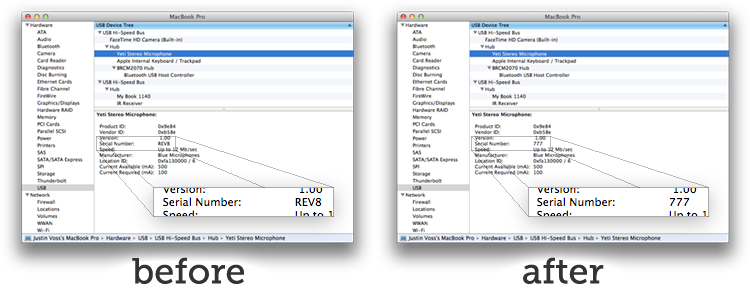 MacBook Pro
Hardware
ATA
Audio
Bluetooth
Camera
Card Reader
Diagnostics
Disc Burning
Ethernet Cards
Fibre Channel
FireWire
Graphics/Displays
Hardware RAID
Memory
PCI Cards
Parallel SCSI
Power
Printers
SAS
SATA/SATA Express
SPI
Storage
Thunderbolt
USB
Network
Firewall
Locations
Volumes
WWAN
Wi-Fi
USB Device Tree
USB Hi-Speed Bus
FaceTime HD Camera (Built-in)
Hub
Yeti Stereo Microphone
Apple Internal Keyboard / Trackpad
BRCM2070 Hub
Bluetooth USB Host Controller
USB Hi-Speed Bus
Hub
My Book 1140
IR Receiver
Yeti Stereo Microphone:
Product ID: 0x9e84
Vendor ID: 0xb58e
Version: 1.00
Serial Number: REV8
Speed: Up to 12 Mb/sec
Manufacturer: Blue Microphones
Location ID: 0xfa130000 / 6
Current Available (mA): 500
Current Required (mA): 100
Version: 1.00
Serial Number: REV8
Speed: Up to 1
Justin Voss's MacBook Pro ▸ Hardware ▸ USB ▸ USB Hi-Speed Bus ▸ Hub ▸ Yeti Stereo Microphone
before
MacBook Pro
Hardware
ATA
Audio
Bluetooth
Camera
Card Reader
Diagnostics
Disc Burning
Ethernet Cards
Fibre Channel
FireWire
Graphics/Displays
Hardware RAID
Memory
PCI Cards
Parallel SCSI
Power
Printers
SAS
SATA/SATA Express
SPI
Storage
Thunderbolt
USB
Network
Firewall
Locations
Volumes
WWAN
Wi-Fi
USB Device Tree
USB Hi-Speed Bus
FaceTime HD Camera (Built-in)
Hub
Yeti Stereo Microphone
Apple Internal Keyboard / Trackpad
BRCM2070 Hub
Bluetooth USB Host Controller
USB Hi-Speed Bus
Hub
My Book 1140
IR Receiver
Yeti Stereo Microphone:
Product ID: 0x9e84
Vendor ID: 0xb58e
Version: 1.00
Serial Number: 777
Speed: Up to 12 Mb/sec
Manufacturer: Blue Microphones
Location ID: 0xfa130000 / 6
Current Available (mA): 500
Current Required (mA): 100
Version: 1.00
Serial Number: 777
Speed: Up to 1
Justin Voss's MacBook Pro ▸ Hardware ▸ USB ▸ USB Hi-Speed Bus ▸ Hub ▸ Yeti Stereo Microphone
after